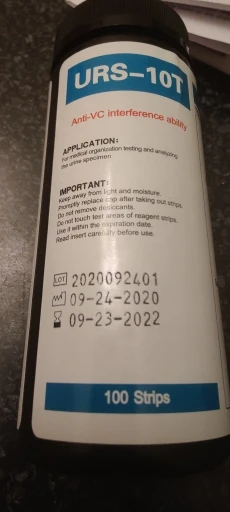 URS-10T
Anti-VC interference ability
APPLICATION:
For medical organization testing and analyzing
the urine specimen.
IMPORTANT:
Keep away from light and moisture.
Promptly replace cap after taking out strips.
Do not remove desiccants.
Do not touch test areas of reagent strips.
Use it within the expiration date.
Read insert carefully before use.
LOT 2020092401
09-24-2020
09-23-2022
100 Strips